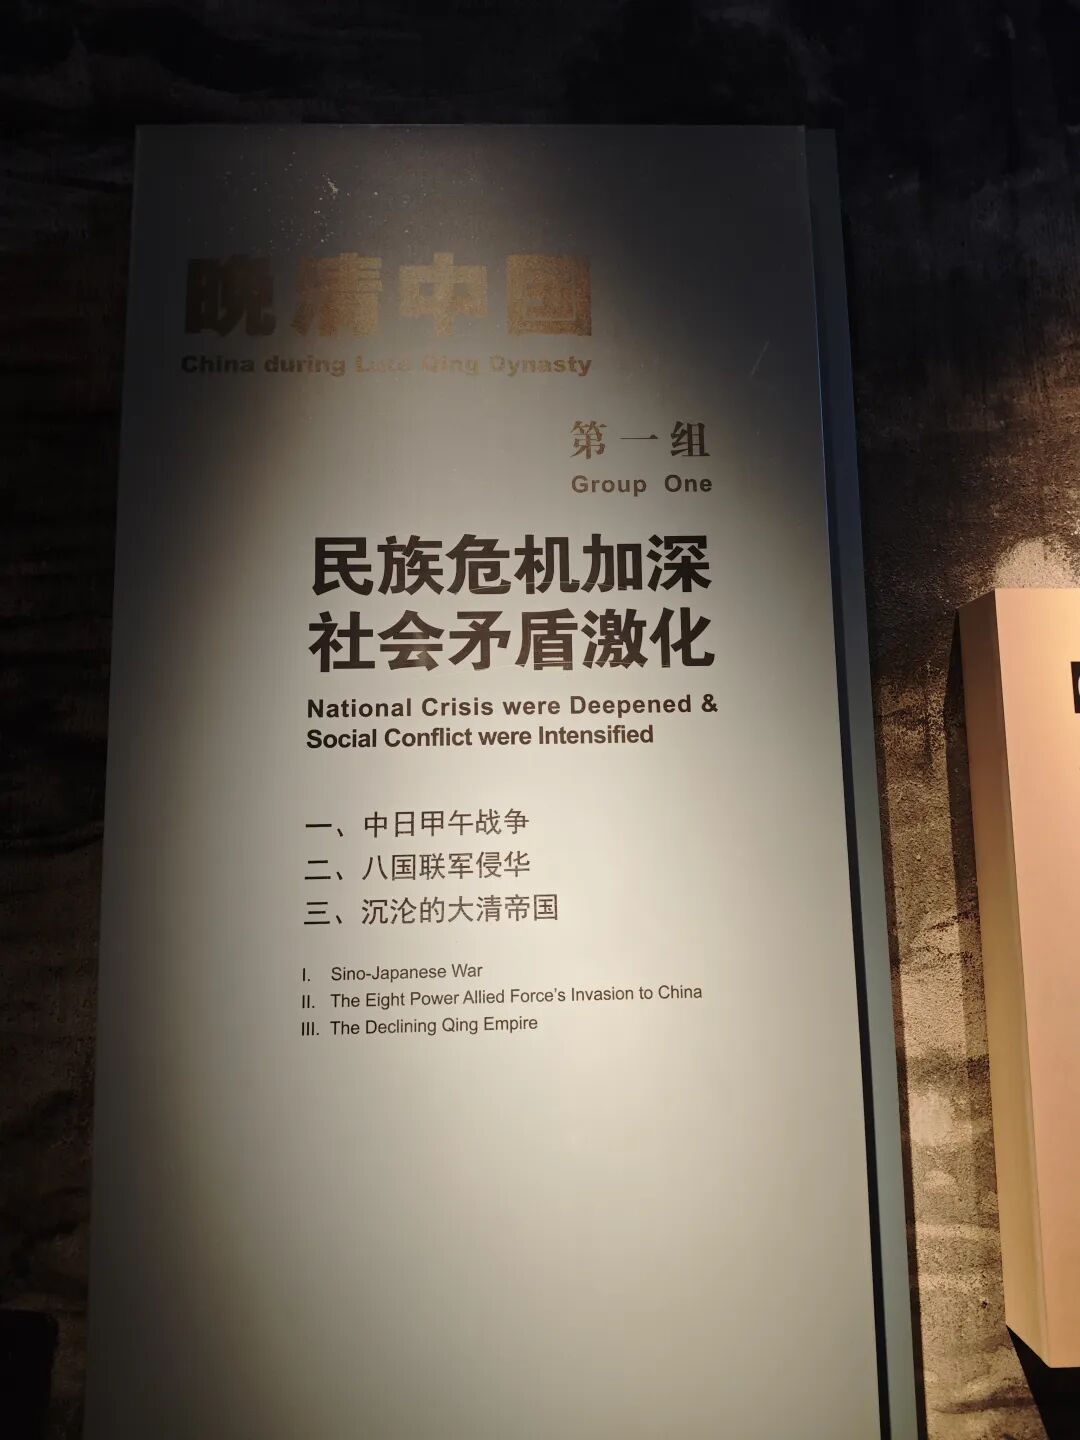 晚清中国
China during Late Qing Dynasty
第一组
Group One
民族危机加深
社会矛盾激化
National Crisis were Deepened &
Social Conflict were Intensified
一、中日甲午战争
二、八国联军侵华
三、沉沦的大清帝国
I. Sino-Japanese War
II. The Eight Power Allied Force's Invasion to China
III. The Declining Qing Empire